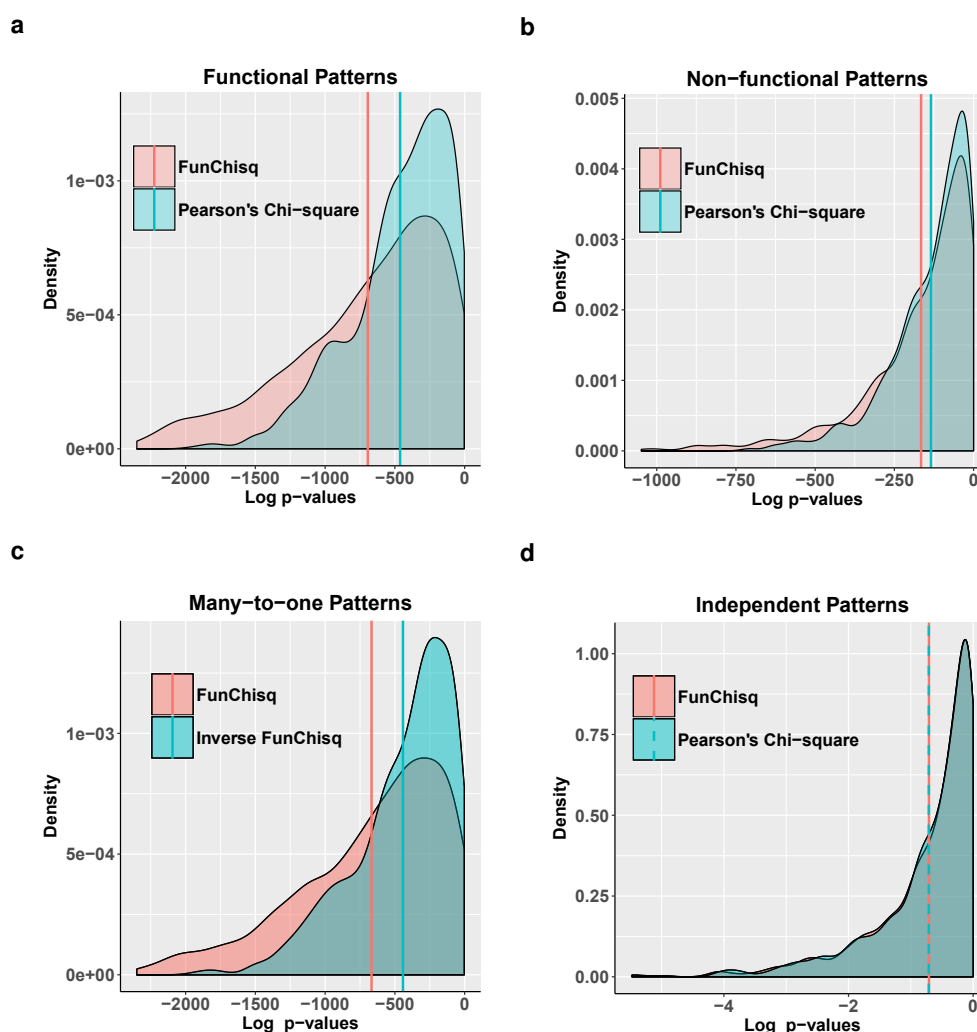 a
Functional Patterns
FunChisq
Pearson's Chi−square
1e−03
5e−04
0e+00
Density
−2000 −1500 −1000 −500 0
Log p−values
b
Non−functional Patterns
FunChisq
Pearson's Chi−square
0.005
0.004
0.003
0.002
0.001
0.000
Density
−1000 −750 −500 −250 0
Log p−values
c
Many−to−one Patterns
FunChisq
Inverse FunChisq
1e−03
5e−04
0e+00
Density
−2000 −1500 −1000 −500 0
Log p−values
d
Independent Patterns
FunChisq
Pearson's Chi−square
1.00
0.75
0.50
0.25
0.00
Density
−4 −2 0
Log p−values